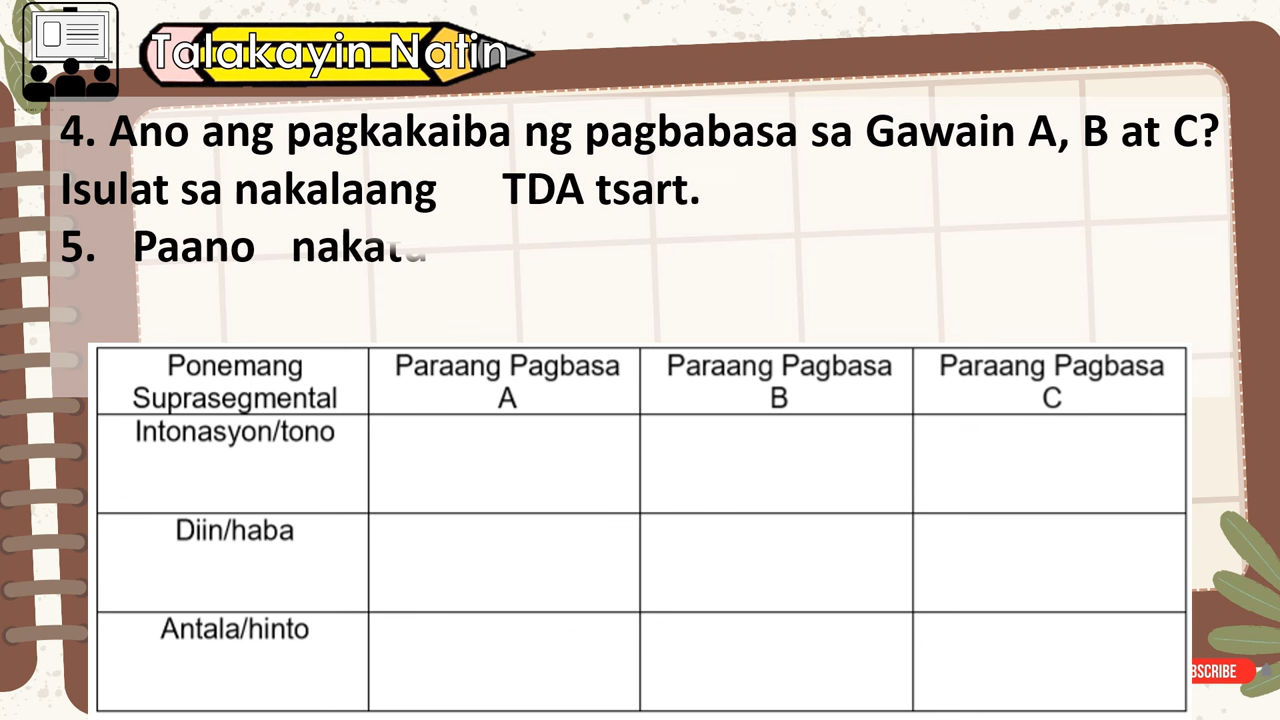 Talakayin Natin
4. Ano ang pagkakaiba ng pagbabasa sa Gawain A, B at C?
Isulat sa nakalaang TDA tsart.
5. Paano
Ponemang Suprasegmental
Paraang Pagbasa A
Paraang Pagbasa B
Paraang Pagbasa C
Intonasyon/tono
Diin/haba
Antala/hinto